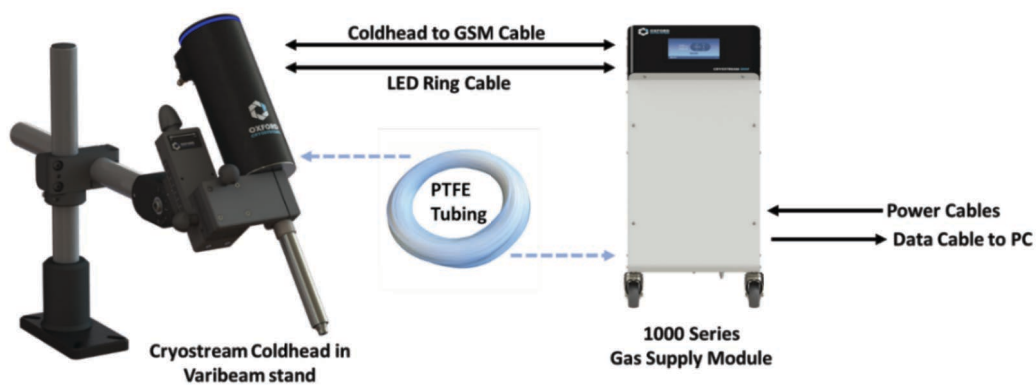 Coldhead to GSM Cable
LED Ring Cable
OXFORD
PTFE
Tubing
Power Cables
Data Cable to PC
Cryostream Coldhead in
Varibeam stand
1000 Series
Gas Supply Module